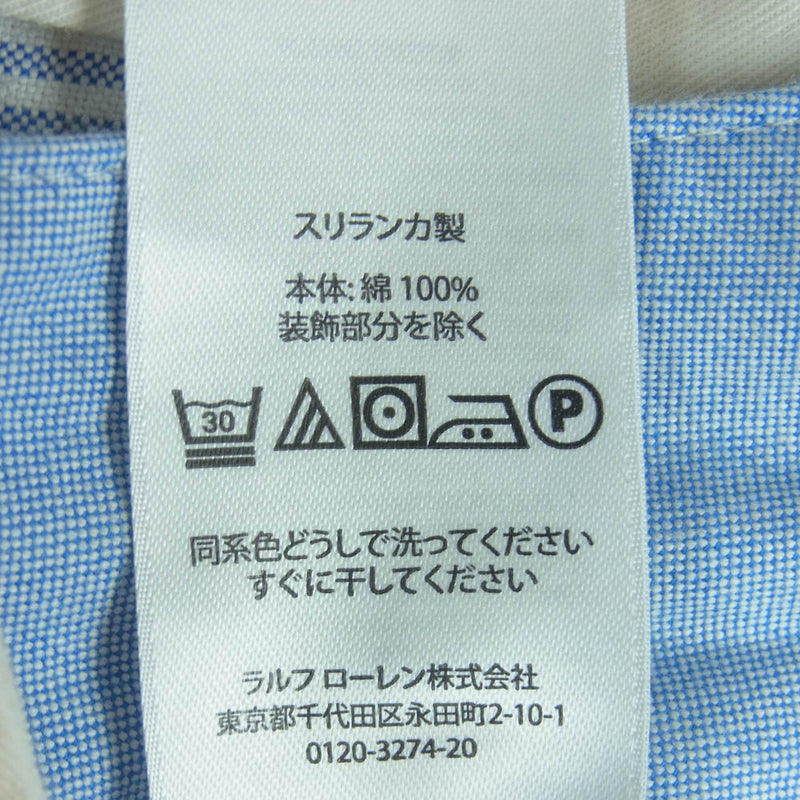 スリランカ製
本体: 綿 100%
装飾部分を除く
30 P
同系色どうしで洗ってください
すぐに干してください
ラルフ ローレン株式会社
東京都千代田区永田町2-10-1
0120-3274-20